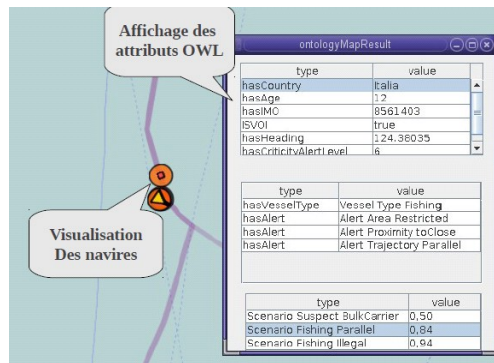 Affichage des
attributs OWL
ontologyMapResult
type value
hasCountry Italia
hasAge 12
hasIMO 8561403
ISVOI true
hasHeading 124.38035
hasCriticityAlertLevel 6
Visualisation
Des navires
type value
hasVesselType Vessel Type Fishing
hasAlert Alert Area Restricted
hasAlert Alert Proximity toClose
hasAlert Alert Trajectory Parallel
type value
Scenario Suspect BulkCarrier 0,50
Scenario Fishing Parallel 0,84
Scenario Fishing Illegal 0,94